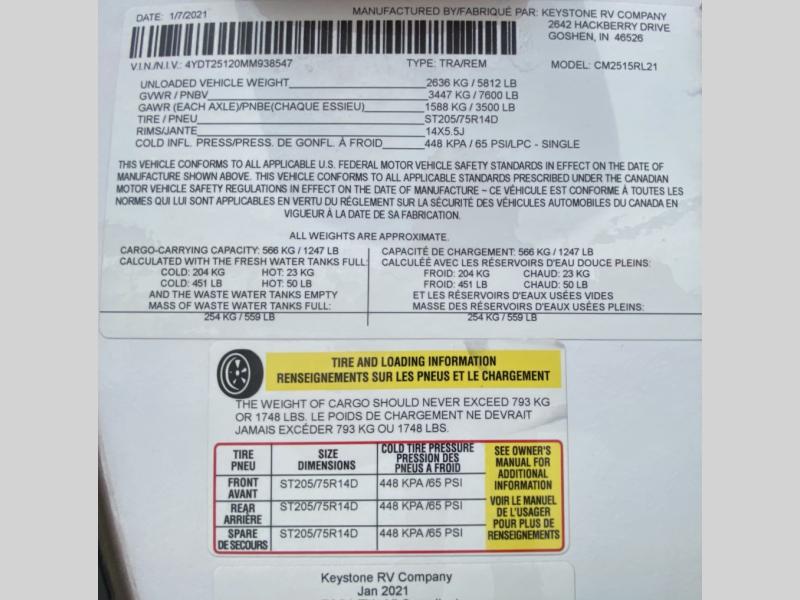 DATE: 1/7/2021
MANUFACTURED BY/FABRIQUÉ PAR: KEYSTONE RV COMPANY
2642 HACKBERRY DRIVE
GOSHEN, IN 46526
V.I.N./N.I.V.: 4YDT25120MM938547 TYPE: TRA/REM MODEL: CM2515RL21
UNLOADED VEHICLE WEIGHT 2636 KG / 5812 LB
GVWR / PNBV 3447 KG / 7600 LB
GAWR (EACH AXLE)/PNBE(CHAQUE ESSIEU) 1588 KG / 3500 LB
TIRE / PNEU ST205/75R14D
RIMS/JANTE 14X5.5J
COLD INFL. PRESS/PRESS. DE GONFL. À FROID 448 KPA / 65 PSI/LPC - SINGLE
THIS VEHICLE CONFORMS TO ALL APPLICABLE U.S. FEDERAL MOTOR VEHICLE SAFETY STANDARDS IN EFFECT ON THE DATE OF
MANUFACTURE SHOWN ABOVE. THIS VEHICLE CONFORMS TO ALL APPLICABLE STANDARDS PRESCRIBED UNDER THE CANADIAN
MOTOR VEHICLE SAFETY REGULATIONS IN EFFECT ON THE DATE OF MANUFACTURE ~ CE VÉHICULE EST CONFORME À TOUTES LES
NORMES QUI LUI SONT APPLICABLES EN VERTU DU RÉGLEMENT SUR LA SÉCURITÉ DES VÉHICULES AUTOMOBILES DU CANADA EN
VIGUEUR À LA DATE DE SA FABRICATION.
ALL WEIGHTS ARE APPROXIMATE.
CARGO-CARRYING CAPACITY: 566 KG / 1247 LB
CALCULATED WITH THE FRESH WATER TANKS FULL:
COLD: 204 KG HOT: 23 KG
COLD: 451 LB HOT: 50 LB
AND THE WASTE WATER TANKS EMPTY
MASS OF WASTE WATER TANKS FULL:
254 KG / 559 LB
CAPACITÉ DE CHARGEMENT: 566 KG / 1247 LB
CALCULÉE AVEC LES RÉSERVOIRS D'EAU DOUCE PLEINS:
FROID: 204 KG CHAUD: 23 KG
FROID: 451 LB CHAUD: 50 LB
ET LES RÉSERVOIRS D'EAUX USÉES VIDES
MASSE DES RÉSERVOIRS D'EAUX USÉES PLEINS:
254 KG / 559 LB
TIRE AND LOADING INFORMATION
RENSEIGNEMENTS SUR LES PNEUS ET LE CHARGEMENT
THE WEIGHT OF CARGO SHOULD NEVER EXCEED 793 KG
OR 1748 LBS. LE POIDS DE CHARGEMENT NE DEVRAIT
JAMAIS EXCÉDER 793 KG OU 1748 LBS.
TIRE
PNEU
SIZE
DIMENSIONS
COLD TIRE PRESSURE
PRESSION DES
PNEUS A FROID
FRONT
AVANT
ST205/75R14D 448 KPA /65 PSI
REAR
ARRIÈRE
ST205/75R14D 448 KPA /65 PSI
SPARE
DE SECOURS
ST205/75R14D 448 KPA /65 PSI
SEE OWNER'S
MANUAL FOR
ADDITIONAL
INFORMATION
VOIR LE MANUEL
DE L'USAGER
POUR PLUS DE
RENSEIGNEMENTS
Keystone RV Company
Jan 2021